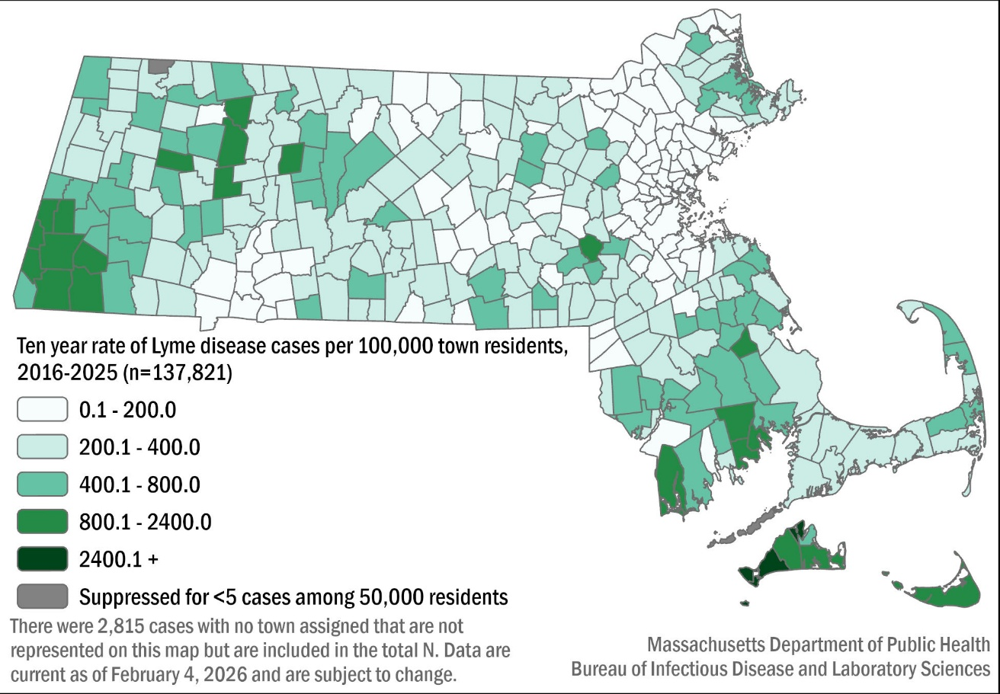 Ten year rate of Lyme disease cases per 100,000 town residents,
2016-2025 (n=137,821)
0.1 - 200.0
200.1 - 400.0
400.1 - 800.0
800.1 - 2400.0
2400.1 +
Suppressed for <5 cases among 50,000 residents
There were 2,815 cases with no town assigned that are not
represented on this map but are included in the total N. Data are
current as of February 4, 2026 and are subject to change.
Massachusetts Department of Public Health
Bureau of Infectious Disease and Laboratory Sciences